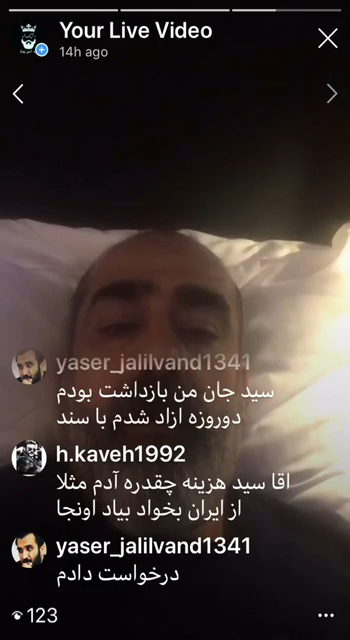 Your Live Video
14h ago
yaser_jalilvand1341
سید جان من بازداشت بودم
دوروزه ازاد شدم با سند
h.kaveh1992
اقا سید هزینه چقدره آدم مثلا
از ایران بخواد بیاد اونجا
yaser_jalilvand1341
درخواست دادم
123